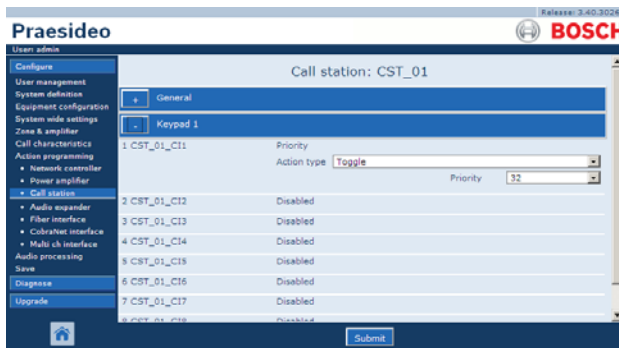 Release: 3.40.3026
Praesideo
BOSCH
User: admin
Configure
User management
System definition
Equipment configuration
System wide settings
Zone & amplifier
Call characteristics
Action programming
• Network controller
• Power amplifier
• Call station
• Audio expander
• Fiber interface
• CobraNet interface
• Multi ch interface
Audio processing
Save
Diagnose
Upgrade
Call station: CST_01
+ General
- Keypad 1
1 CST_01_CI1 Priority
Action type Toggle
Priority 32
2 CST_01_CI2 Disabled
3 CST_01_CI3 Disabled
4 CST_01_CI4 Disabled
5 CST_01_CI5 Disabled
6 CST_01_CI6 Disabled
7 CST_01_CI7 Disabled
8 CST_01_CI8 Disabled
Submit